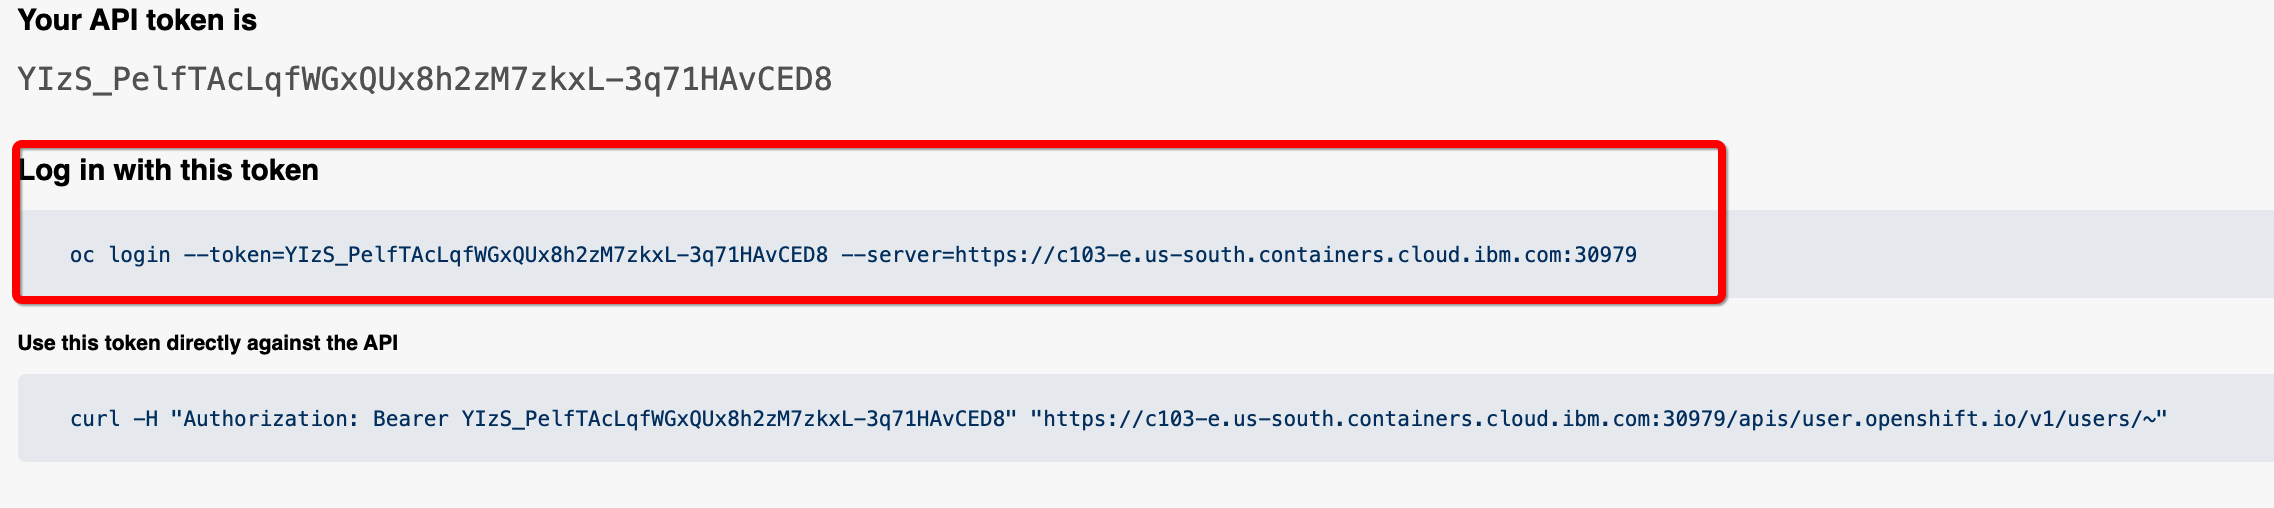 Your API token is
YIzS_PelfTAcLqfWGxQUx8h2zM7zkxL-3q71HAvCED8
Log in with this token
oc login --token=YIzS_PelfTAcLqfWGxQUx8h2zM7zkxL-3q71HAvCED8 --server=https://c103-e.us-south.containers.cloud.ibm.com:30979
Use this token directly against the API
curl -H "Authorization: Bearer YIzS_PelfTAcLqfWGxQUx8h2zM7zkxL-3q71HAvCED8" "https://c103-e.us-south.containers.cloud.ibm.com:30979/apis/user.openshift.io/v1/users/~"